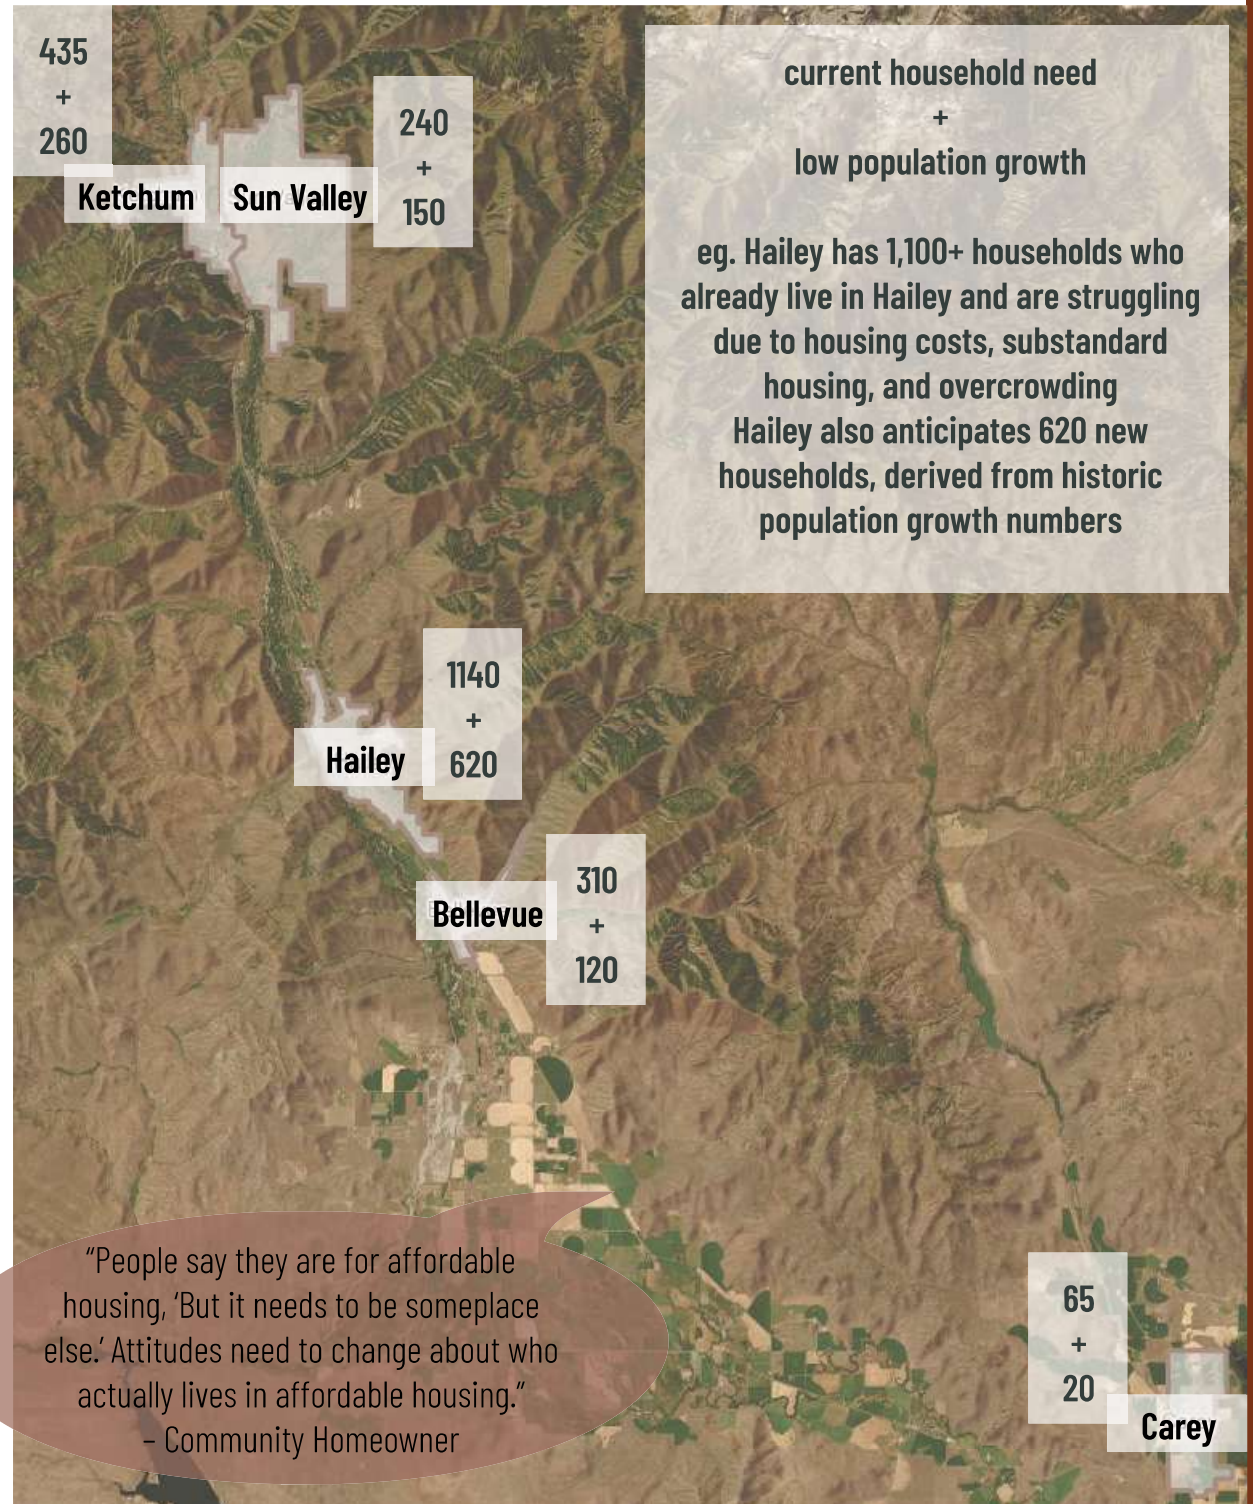 435
+
260
Ketchum
Sun Valley
240
+
150
current household need
+
low population growth
eg. Hailey has 1,100+ households who
already live in Hailey and are struggling
due to housing costs, substandard
housing, and overcrowding
Hailey also anticipates 620 new
households, derived from historic
population growth numbers
1140
+
620
Hailey
310
+
120
Bellevue
“People say they are for affordable
housing, ‘But it needs to be someplace
else.’ Attitudes need to change about who
actually lives in affordable housing.”
– Community Homeowner
65
+
20
Carey